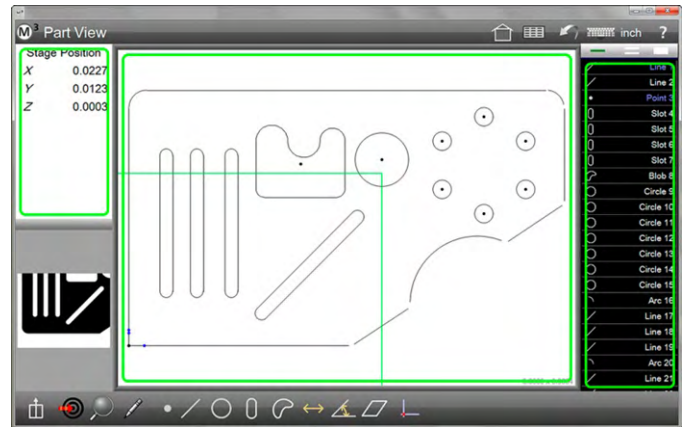 M3 Part View
inch ?
Stage Position
X 0.0227
Y 0.0123
Z 0.0003
Line 2
Point 3
Slot 4
Slot 5
Slot 6
Slot 7
Blob 8
Circle 9
Circle 10
Circle 11
Circle 12
Circle 13
Circle 14
Circle 15
Arc 16
Line 17
Line 18
Line 19
Arc 20
Line 21